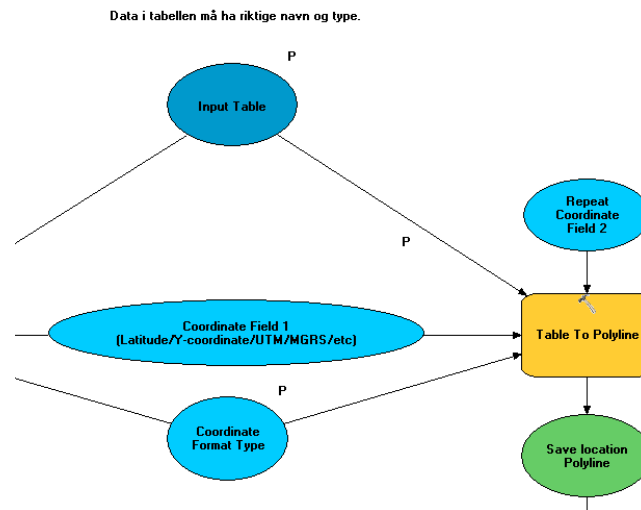 Data i tabellen må ha riktige navn og type.
P
Input Table
Repeat
Coordinate
Field 2
P
Coordinate Field 1
(Latitude/Y-coordinate/UTM/MGRS/etc)
Table To Polyline
P
Coordinate
Format Type
Save location
Polyline